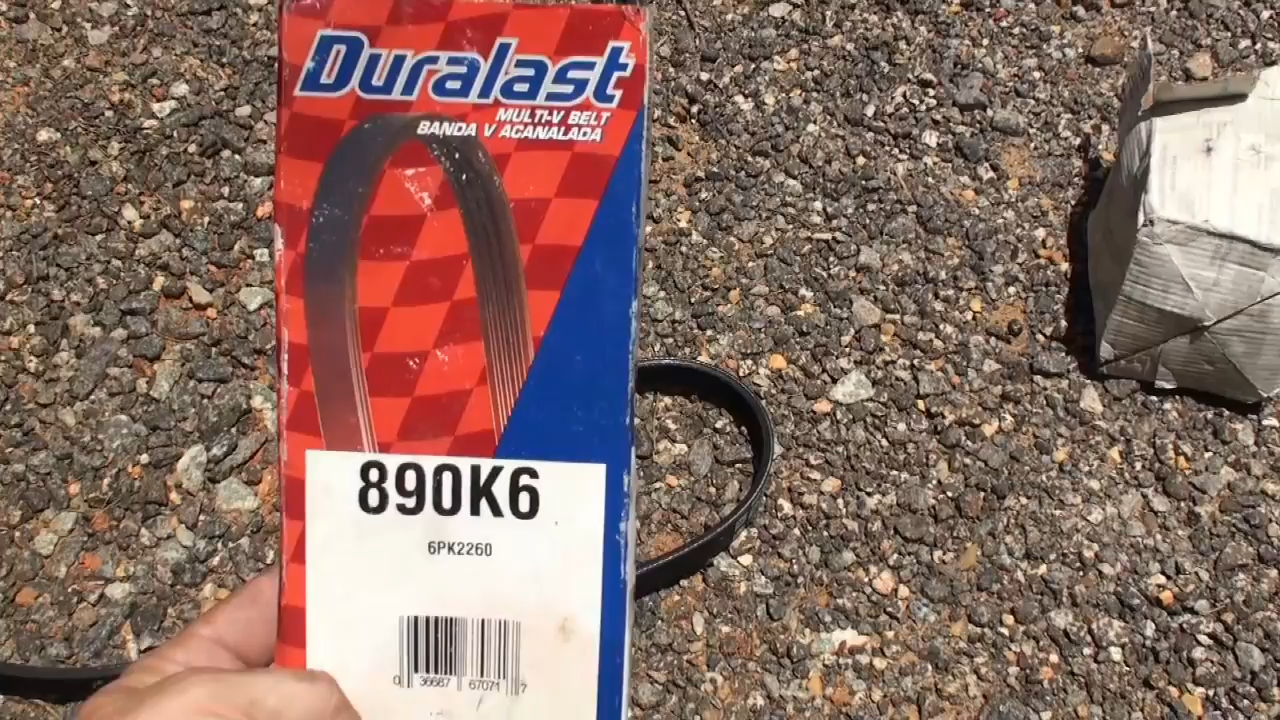 Duralast
MULTI-V BELT
BANDA V ACANALADA
890K6
6PK2260
0 36687 67071 7